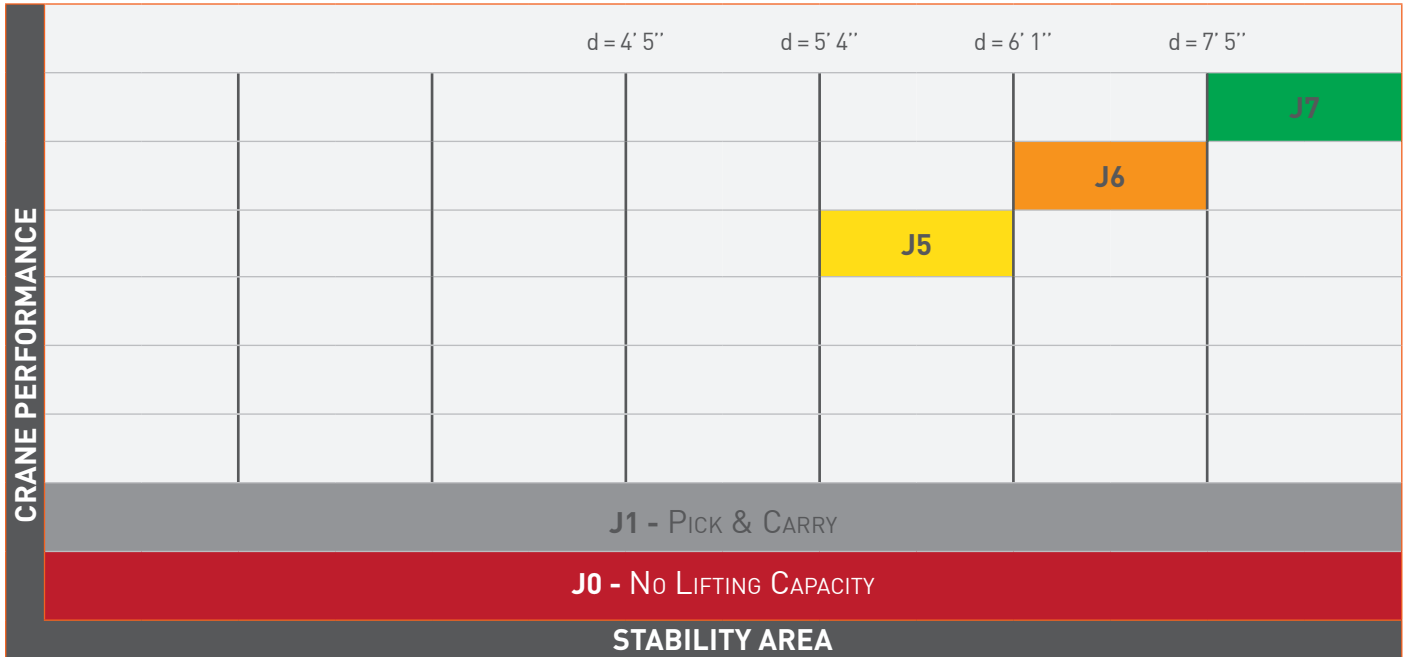 d = 4’ 5’’ d = 5’ 4’’ d = 6’ 1’’ d = 7’ 5’’
J7
J6
J5
CRANE PERFORMANCE
J1 - Pick & Carry
J0 - No Lifting Capacity
STABILITY AREA